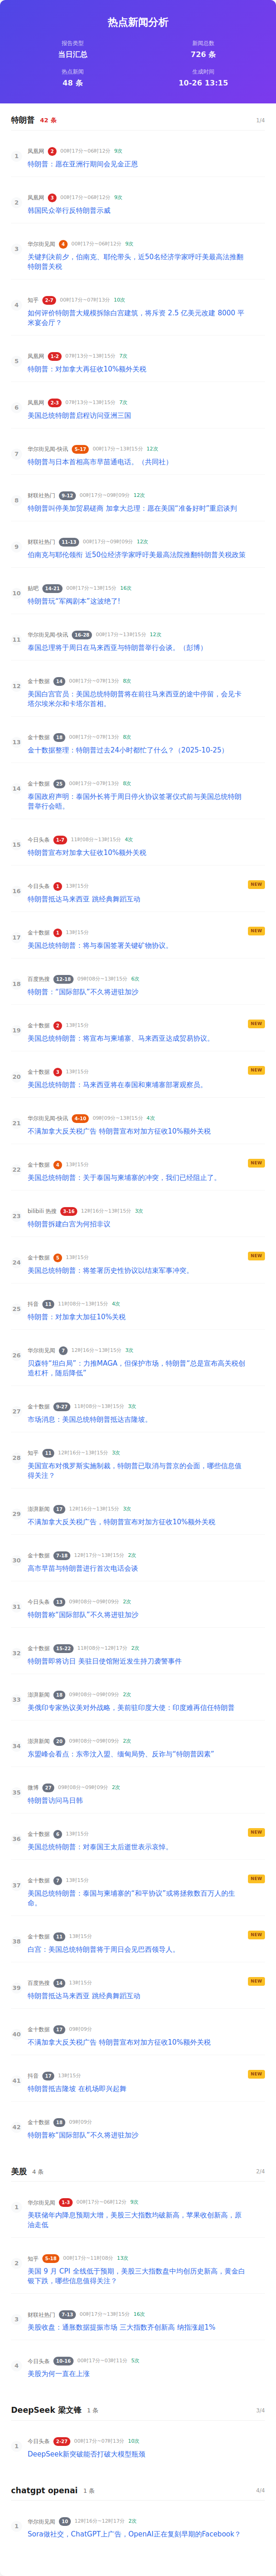 热点新闻分析
报告类型
新闻总数
当日汇总
726 条
热点新闻
生成时间
48 条
10-26 13:15
特朗普 42 条 1/4
1 凤凰网 2 00时17分~06时12分 9次
特朗普：愿在亚洲行期间会见金正恩
2 凤凰网 3 00时17分~06时12分 9次
韩国民众举行反特朗普示威
3 华尔街见闻 4 00时17分~06时12分 9次
关键判决前夕，伯南克、耶伦带头，近50名经济学家呼吁美最高法推翻
特朗普关税
4 知乎 2-7 00时17分~07时13分 10次
如何评价特朗普大规模拆除白宫建筑，将斥资 2.5 亿美元改建 8000 平
米宴会厅？
5 凤凰网 1-2 07时13分~13时15分 7次
特朗普：对加拿大再征收10%额外关税
6 凤凰网 2-3 07时13分~13时15分 7次
美国总统特朗普启程访问亚洲三国
7 华尔街见闻-快讯 5-17 00时17分~13时15分 12次
特朗普与日本首相高市早苗通电话。（共同社）
8 财联社热门 9-12 00时17分~09时09分 12次
特朗普叫停美加贸易磋商 加拿大总理：愿在美国“准备好时”重启谈判
9 财联社热门 11-13 00时17分~09时09分 12次
伯南克与耶伦领衔 近50位经济学家呼吁美最高法院推翻特朗普关税政策
10 贴吧 14-21 00时17分~13时15分 16次
特朗普玩“军阀剧本”这波绝了!
11 华尔街见闻-快讯 16-28 00时17分~13时15分 12次
泰国总理将于周日在马来西亚与特朗普举行会谈。（彭博）
12 金十数据 14 00时17分~07时13分 8次
美国白宫官员：美国总统特朗普将在前往马来西亚的途中停留，会见卡
塔尔埃米尔和卡塔尔首相。
13 金十数据 18 00时17分~07时13分 8次
金十数据整理：特朗普过去24小时都忙了什么？（2025-10-25）
14 金十数据 25 00时17分~07时13分 8次
泰国政府声明：泰国外长将于周日停火协议签署仪式前与美国总统特朗
普举行会晤。
15 今日头条 1-7 11时08分~13时15分 4次
特朗普宣布对加拿大征收10%额外关税
16 今日头条 1 13时15分 NEW
特朗普抵达马来西亚 跳经典舞蹈互动
17 金十数据 1 13时15分 NEW
美国总统特朗普：将与泰国签署关键矿物协议。
18 百度热搜 12-18 09时08分~13时15分 6次
特朗普：“国际部队”不久将进驻加沙
19 金十数据 2 13时15分 NEW
美国总统特朗普：将宣布与柬埔寨、马来西亚达成贸易协议。
20 金十数据 3 13时15分 NEW
美国总统特朗普：马来西亚将在泰国和柬埔寨部署观察员。
21 华尔街见闻-快讯 4-10 09时09分~13时15分 4次
不满加拿大反关税广告 特朗普宣布对加方征收10%额外关税
22 金十数据 4 13时15分 NEW
美国总统特朗普：关于泰国与柬埔寨的冲突，我们已经阻止了。
23 bilibili 热搜 3-16 12时16分~13时15分 3次
特朗普拆建白宫为何招非议
24 金十数据 5 13时15分 NEW
美国总统特朗普：将签署历史性协议以结束军事冲突。
25 抖音 11 11时08分~13时15分 4次
特朗普：对加拿大加征10%关税
26 华尔街见闻 7 12时16分~13时15分 3次
贝森特“坦白局”：力推MAGA，但保护市场，特朗普“总是宣布高关税创
造杠杆，随后降低”
27 金十数据 9-27 11时08分~13时15分 3次
市场消息：美国总统特朗普抵达吉隆坡。
28 知乎 11 12时16分~13时15分 3次
美国宣布对俄罗斯实施制裁，特朗普已取消与普京的会面，哪些信息值
得关注？
29 澎湃新闻 17 12时16分~13时15分 3次
不满加拿大反关税广告，特朗普宣布对加方征收10%额外关税
30 金十数据 7-18 12时17分~13时15分 2次
高市早苗与特朗普进行首次电话会谈
31 今日头条 13 09时08分~09时09分 2次
特朗普称“国际部队”不久将进驻加沙
32 金十数据 15-22 11时08分~12时17分 2次
特朗普即将访日 美驻日使馆附近发生持刀袭警事件
33 澎湃新闻 18 09时08分~09时09分 2次
美俄印专家热议美对外战略，美前驻印度大使：印度难再信任特朗普
34 澎湃新闻 20 09时08分~09时09分 2次
东盟峰会看点：东帝汶入盟、缅甸局势、反诈与“特朗普因素”
35 微博 27 09时08分~09时09分 2次
特朗普访问马日韩
36 金十数据 6 13时15分 NEW
美国总统特朗普：对泰国王太后逝世表示哀悼。
37 金十数据 7 13时15分 NEW
美国总统特朗普：泰国与柬埔寨的“和平协议”或将拯救数百万人的生
命。
38 金十数据 11 13时15分 NEW
白宫：美国总统特朗普将于周日会见巴西领导人。
39 百度热搜 14 13时15分 NEW
特朗普抵达马来西亚 跳经典舞蹈互动
40 金十数据 17 09时09分
不满加拿大反关税广告 特朗普宣布对加方征收10%额外关税
41 抖音 17 13时15分 NEW
特朗普抵吉隆坡 在机场即兴起舞
42 金十数据 18 09时09分
特朗普称“国际部队”不久将进驻加沙
美股 4 条 2/4
1 华尔街见闻 1-3 00时17分~06时12分 9次
美联储年内降息预期大增，美股三大指数均破新高，苹果收创新高，原
油走低
2 知乎 5-18 00时17分~11时08分 13次
美国 9 月 CPI 全线低于预期，美股三大指数盘中均创历史新高，黄金白
银下跌，哪些信息值得关注？
3 财联社热门 7-13 00时17分~13时15分 16次
美股收盘：通胀数据提振市场 三大指数齐创新高 纳指涨超1%
4 今日头条 10-16 00时17分~03时11分 5次
美股为何一直在上涨
DeepSeek 梁文锋 1 条 3/4
1 今日头条 2-27 00时17分~07时13分 10次
DeepSeek新突破能否打破大模型瓶颈
chatgpt openai 1 条 4/4
1 华尔街见闻 10 12时16分~12时17分 2次
Sora做社交，ChatGPT上广告，OpenAI正在复刻早期的Facebook？